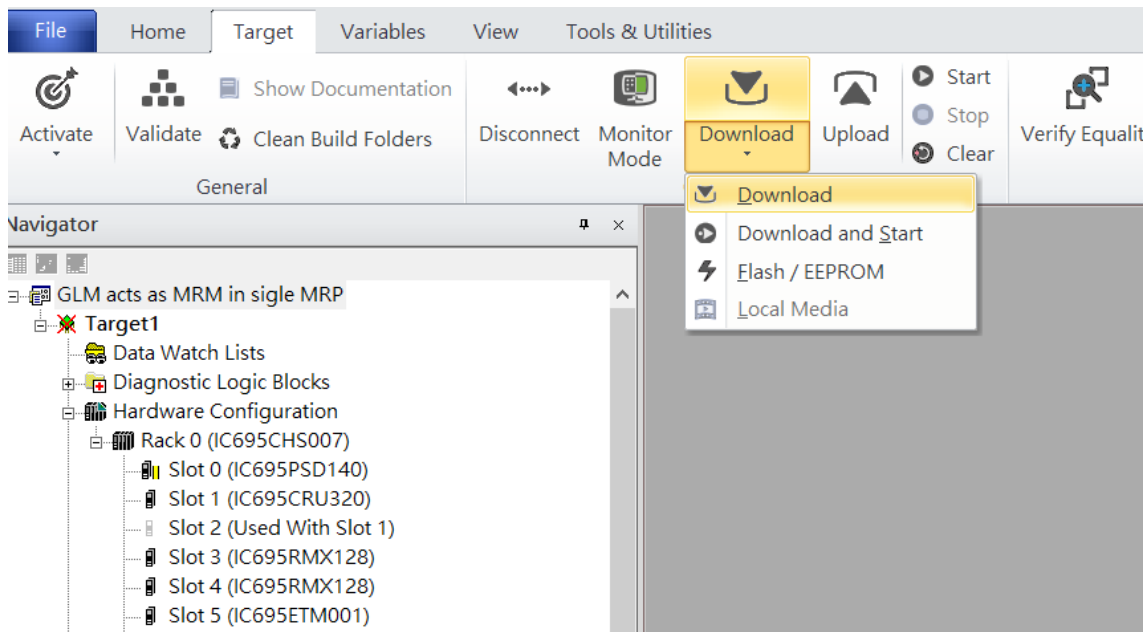 File Home Target Variables View Tools & Utilities
Activate
Validate
Show Documentation
Clean Build Folders
General
Disconnect
Monitor Mode
Download
Upload
Start
Stop
Clear
Verify Equalit
Download
Download and Start
Flash / EEPROM
Local Media
Navigator
GLM acts as MRM in sigle MRP
Target1
Data Watch Lists
Diagnostic Logic Blocks
Hardware Configuration
Rack 0 (IC695CHS007)
Slot 0 (IC695PSD140)
Slot 1 (IC695CRU320)
Slot 2 (Used With Slot 1)
Slot 3 (IC695RMX128)
Slot 4 (IC695RMX128)
Slot 5 (IC695ETM001)